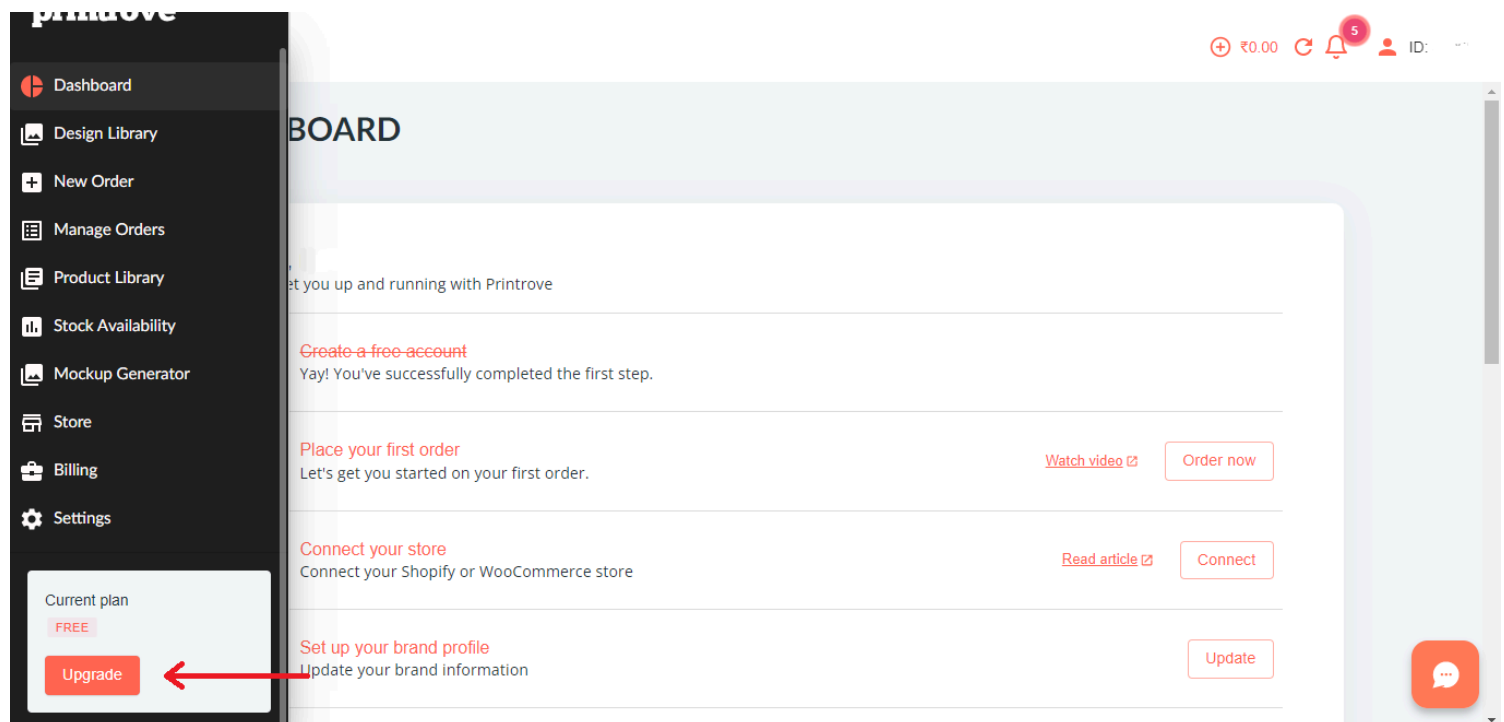 printrove
5
₹0.00
ID:
Dashboard
Design Library
New Order
Manage Orders
Product Library
Stock Availability
Mockup Generator
Store
Billing
Settings
Current plan
FREE
Upgrade
BOARD
et you up and running with Printrove
Create a free account
Yay! You've successfully completed the first step.
Place your first order
Let's get you started on your first order.
Watch video
Order now
Connect your store
Connect your Shopify or WooCommerce store
Read article
Connect
Set up your brand profile
Update your brand information
Update